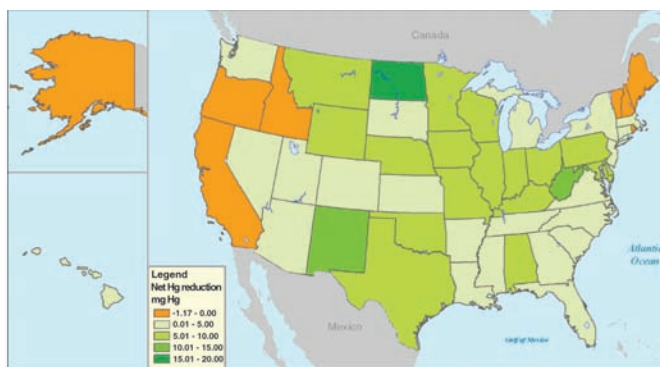 Canada
Atlantic
Ocean
Gulf of Mexico
Mexico
Legend
Net Hg reduction
mg Hg
-1.17 - 0.00
0.01 - 5.00
5.01 - 10.00
10.01 - 15.00
15.01 - 20.00